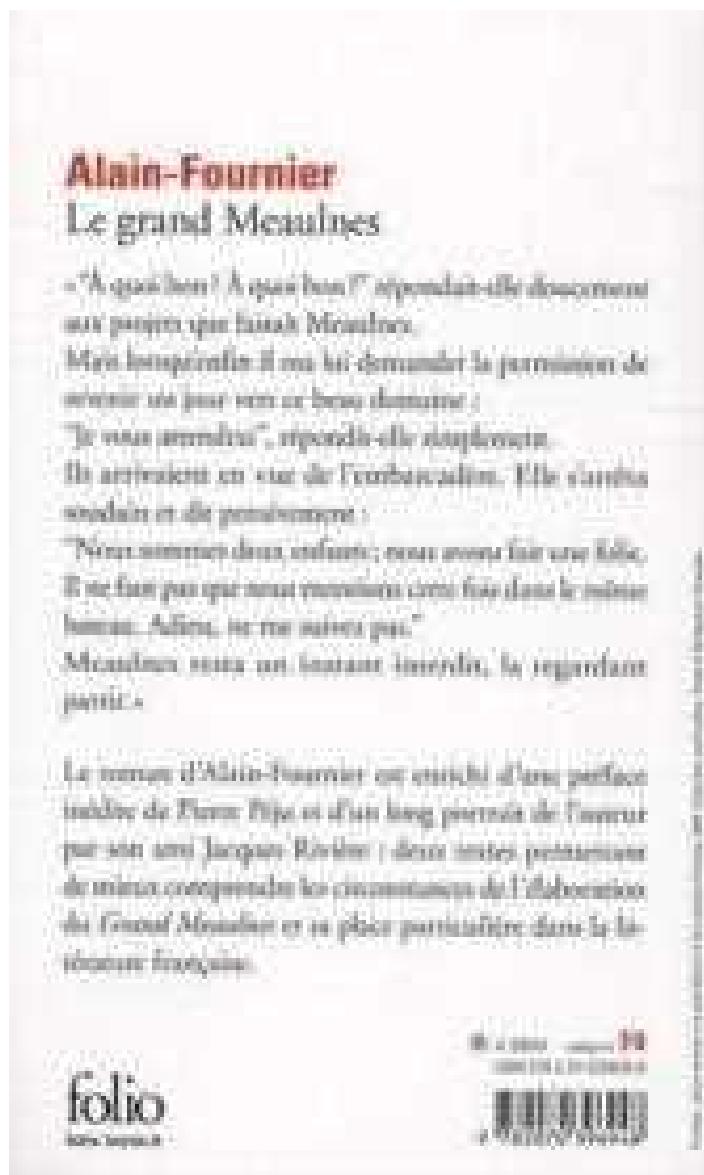 Alain-Fournier
Le grand Meaulnes
« "À quoi bon ? À quoi bon ?" répondait-elle doucement
aux projets que faisait Meaulnes.
Mais lorsqu'enfin il osa lui demander la permission de
revenir un jour vers ce beau domaine :
"Je vous attendrai", répondit-elle simplement.
Ils arrivaient en vue de l'embarcadère. Elle s'arrêta
soudain et dit pensivement :
"Nous sommes deux enfants ; nous avons fait une folie.
Il ne faut pas que nous montions cette fois dans le même
bateau. Adieu, ne me suivez pas."
Meaulnes resta un instant interdit, la regardant
partir. »
Le roman d'Alain-Fournier est enrichi d'une préface
inédite de Pierre Péju et d'un long portrait de l'auteur
par son ami Jacques Rivière : deux textes permettant
de mieux comprendre les circonstances de l'élaboration
du Grand Meaulnes et sa place particulière dans la lit-
térature française.
folio